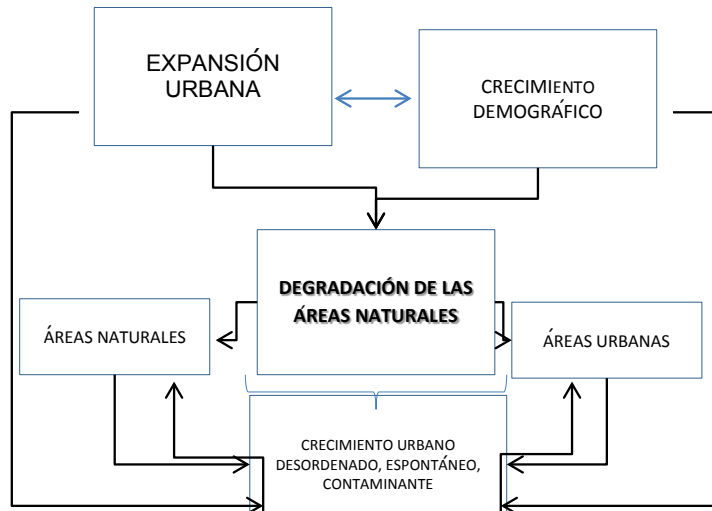 EXPANSIÓN
URBANA
CRECIMIENTO
DEMOGRÁFICO
DEGRADACIÓN DE LAS
ÁREAS NATURALES
ÁREAS NATURALES
ÁREAS URBANAS
CRECIMIENTO URBANO
DESORDENADO, ESPONTÁNEO,
CONTAMINANTE